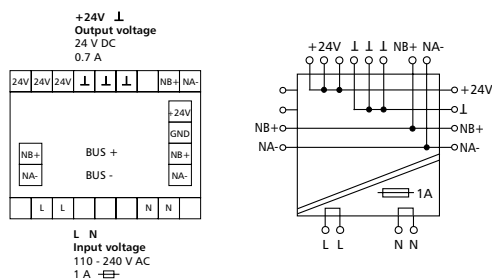 +24V ⊥
Output voltage
24 V DC
0.7 A
24V 24V 24V ⊥ ⊥ ⊥ NB+ NA-
+24V
GND
NB+ BUS + NB+
NA- BUS - NA-
L L N N
L N
Input voltage
110 - 240 V AC
1 A
+24V ⊥ ⊥ ⊥ NB+ NA-
+24V
⊥
NB+ NB+
NA- NA-
1A
L L N N